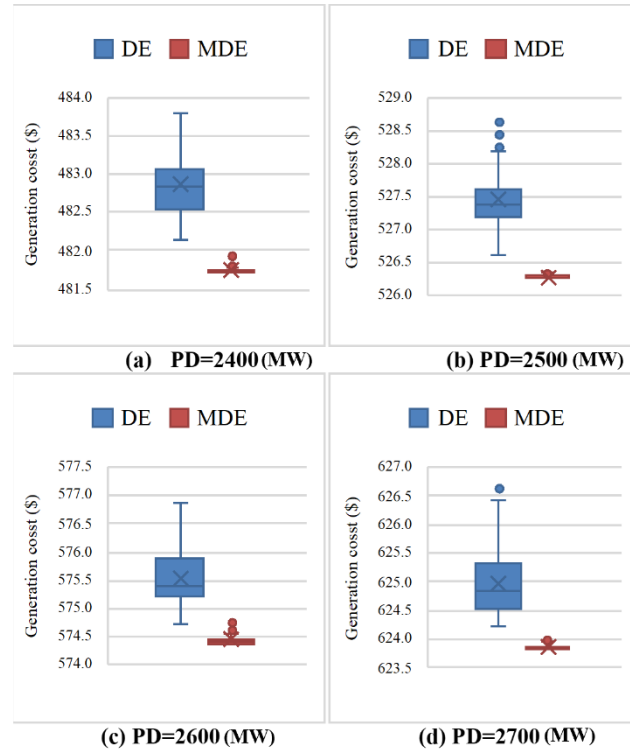 DE MDE
DE MDE
484.0
483.5
483.0
482.5
482.0
481.5
Generation cosst ($)
529.0
528.5
528.0
527.5
527.0
526.5
526.0
Generation cosst ($)
(a) PD=2400 (MW)
(b) PD=2500 (MW)
DE MDE
DE MDE
577.5
577.0
576.5
576.0
575.5
575.0
574.5
574.0
Generation cosst ($)
627.0
626.5
626.0
625.5
625.0
624.5
624.0
623.5
Generation cosst ($)
(c) PD=2600 (MW)
(d) PD=2700 (MW)